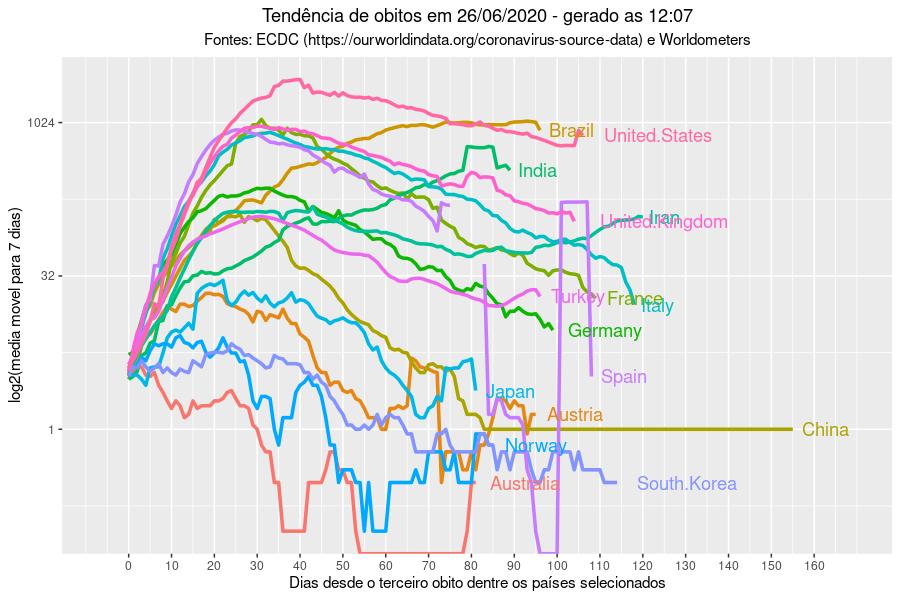 Tendência de obitos em 26/06/2020 - gerado as 12:07
Fontes: ECDC (https://ourworldindata.org/coronavirus-source-data) e Worldometers
log2(media movel para 7 dias)
1024
32
1
Brazil
United.States
India
Iran
United.Kingdom
Turkey
France
Italy
Germany
Spain
Japan
Austria
China
Norway
Australia
South.Korea
0 10 20 30 40 50 60 70 80 90 100 110 120 130 140 150 160
Dias desde o terceiro obito dentre os países selecionados